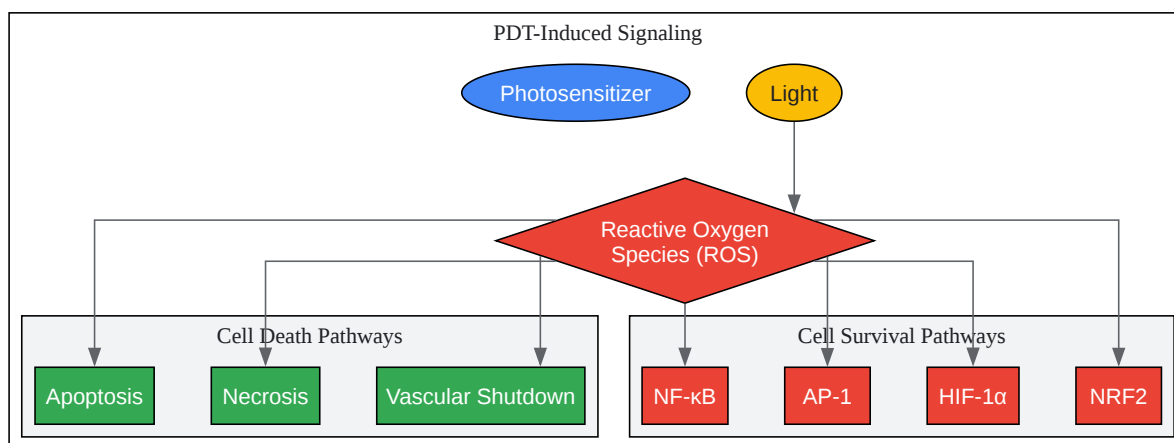 PDT-Induced Signaling
Photosensitizer
Light
Reactive Oxygen
Species (ROS)
Cell Death Pathways
Apoptosis
Necrosis
Vascular Shutdown
Cell Survival Pathways
NF-κB
AP-1
HIF-1α
NRF2